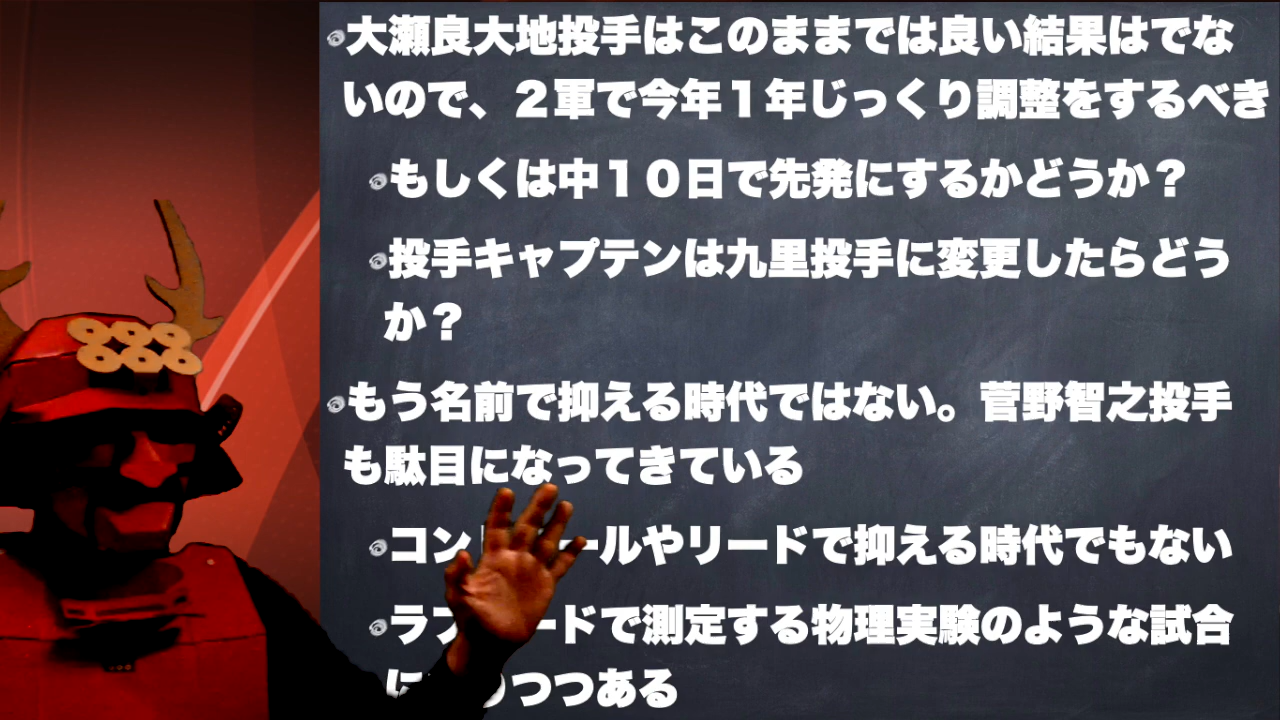 大瀬良大地投手はこのままでは良い結果はでな
いので、２軍で今年１年じっくり調整をするべき
もしくは中１０日で先発にするかどうか？
投手キャプテンは九里投手に変更したらどう
か？
もう名前で抑える時代ではない。菅野智之投手
も駄目になってきている
ールやリードで抑える時代でもない
ードで測定する物理実験のような試合
つつある